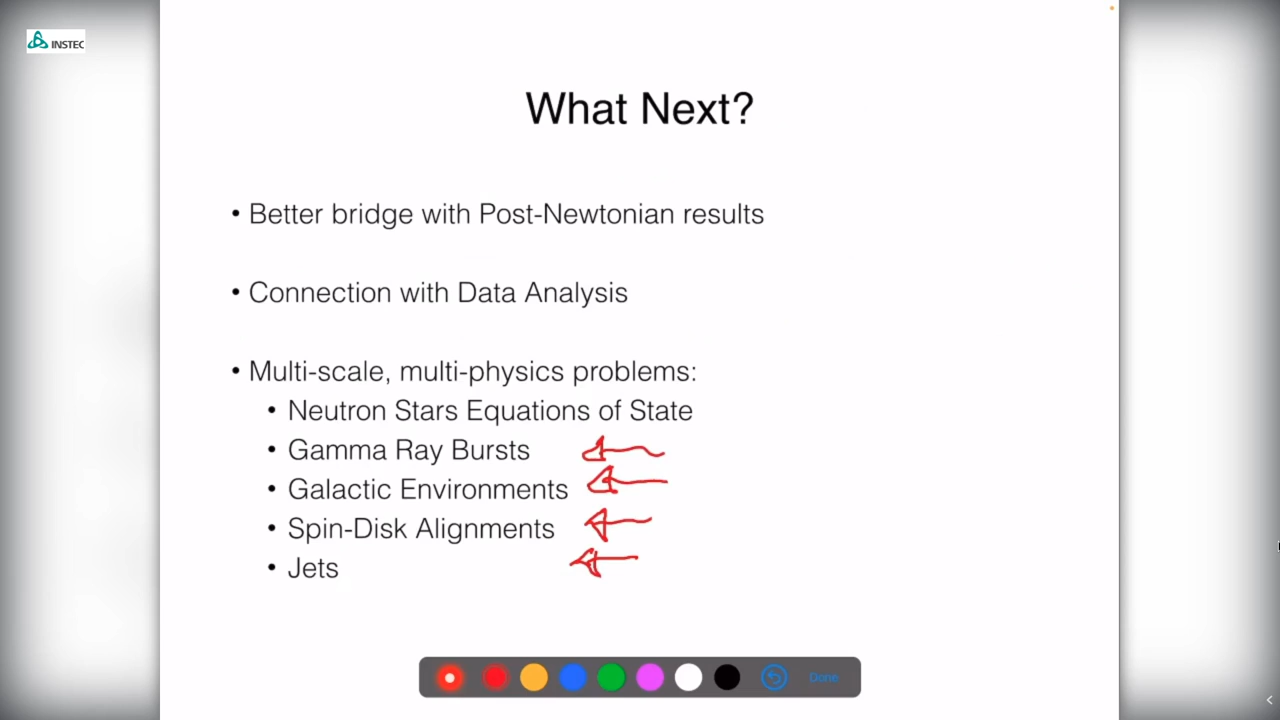 INSTEC
What Next?
• Better bridge with Post-Newtonian results
• Connection with Data Analysis
• Multi-scale, multi-physics problems:
• Neutron Stars Equations of State
• Gamma Ray Bursts
• Galactic Environments
• Spin-Disk Alignments
• Jets
Done